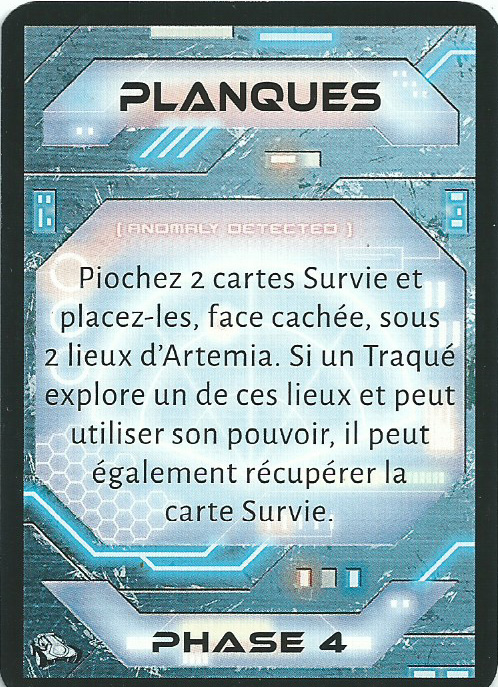 PLANQUES
[ANOMALY DETECTED]
Piochez 2 cartes Survie et
placez-les, face cachée, sous
2 lieux d'Artemia. Si un Traqué
explore un de ces lieux et peut
utiliser son pouvoir, il peut
également récupérer la
carte Survie.
PHASE 4